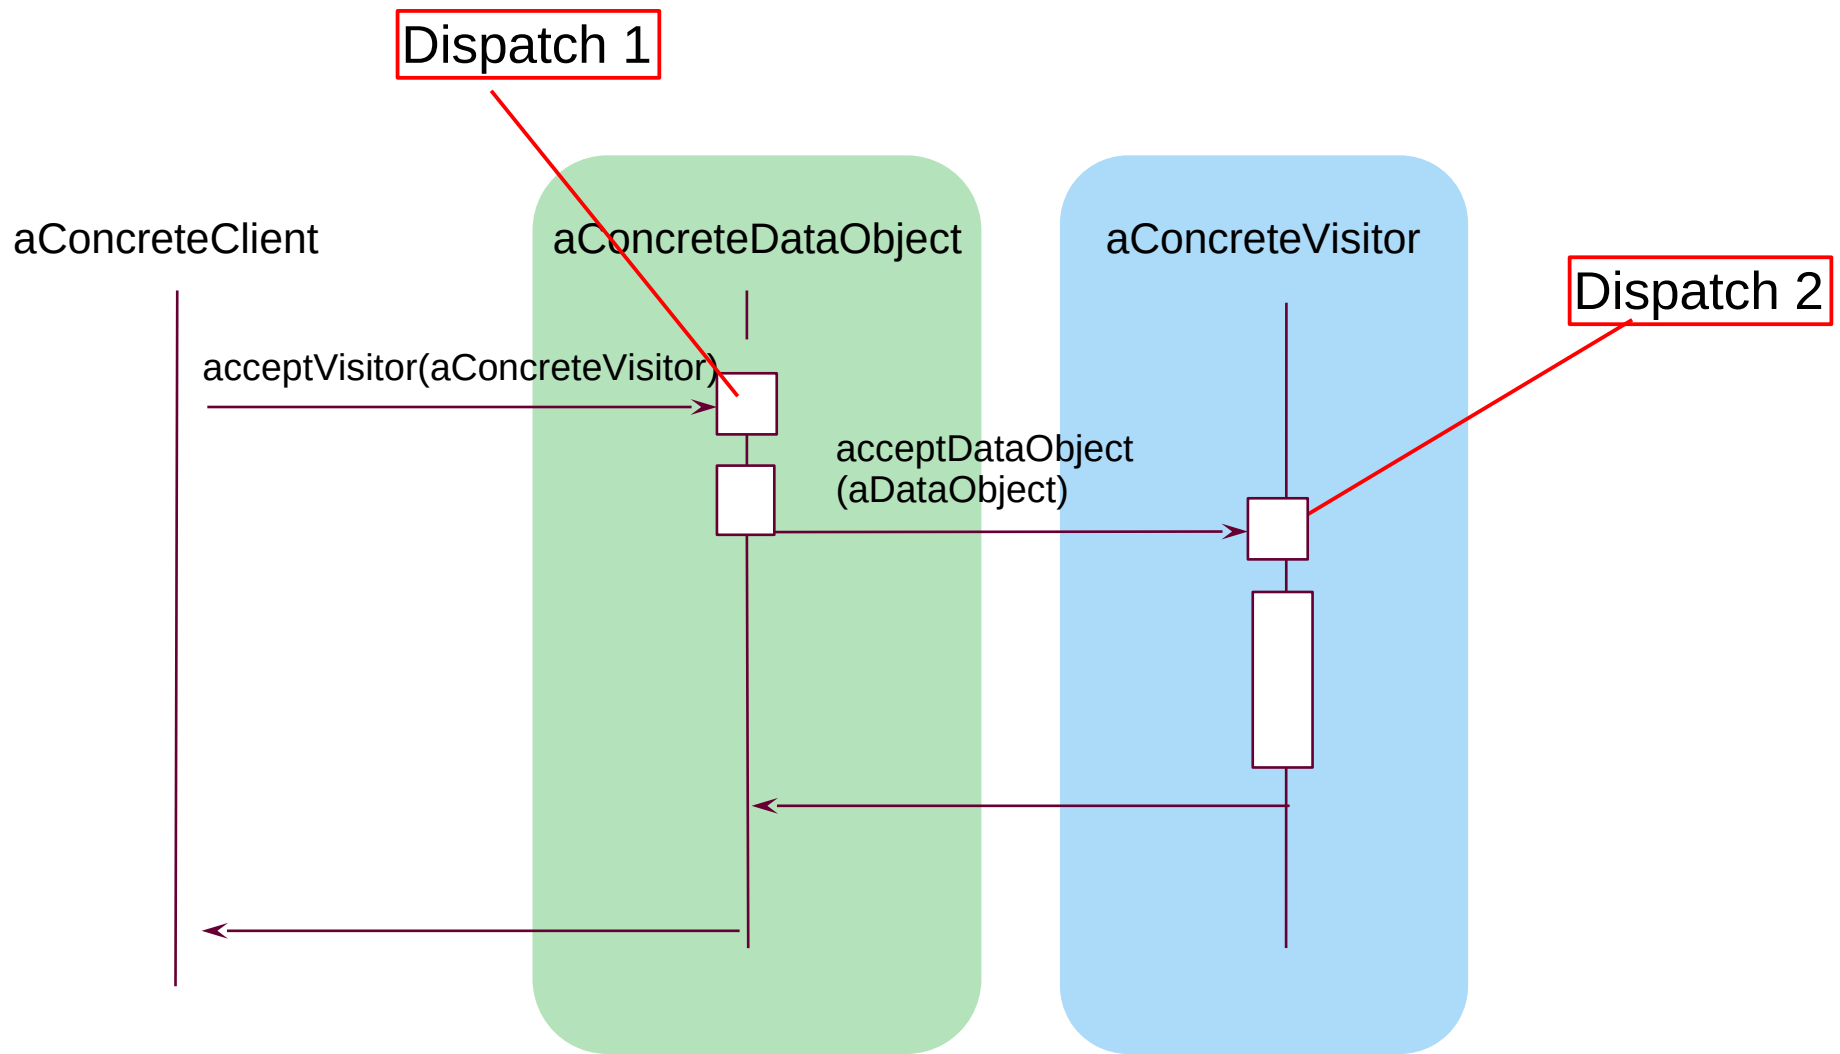 Dispatch 1
aConcreteClient
aConcreteDataObject
aConcreteVisitor
Dispatch 2
acceptVisitor(aConcreteVisitor)
acceptDataObject
(aDataObject)